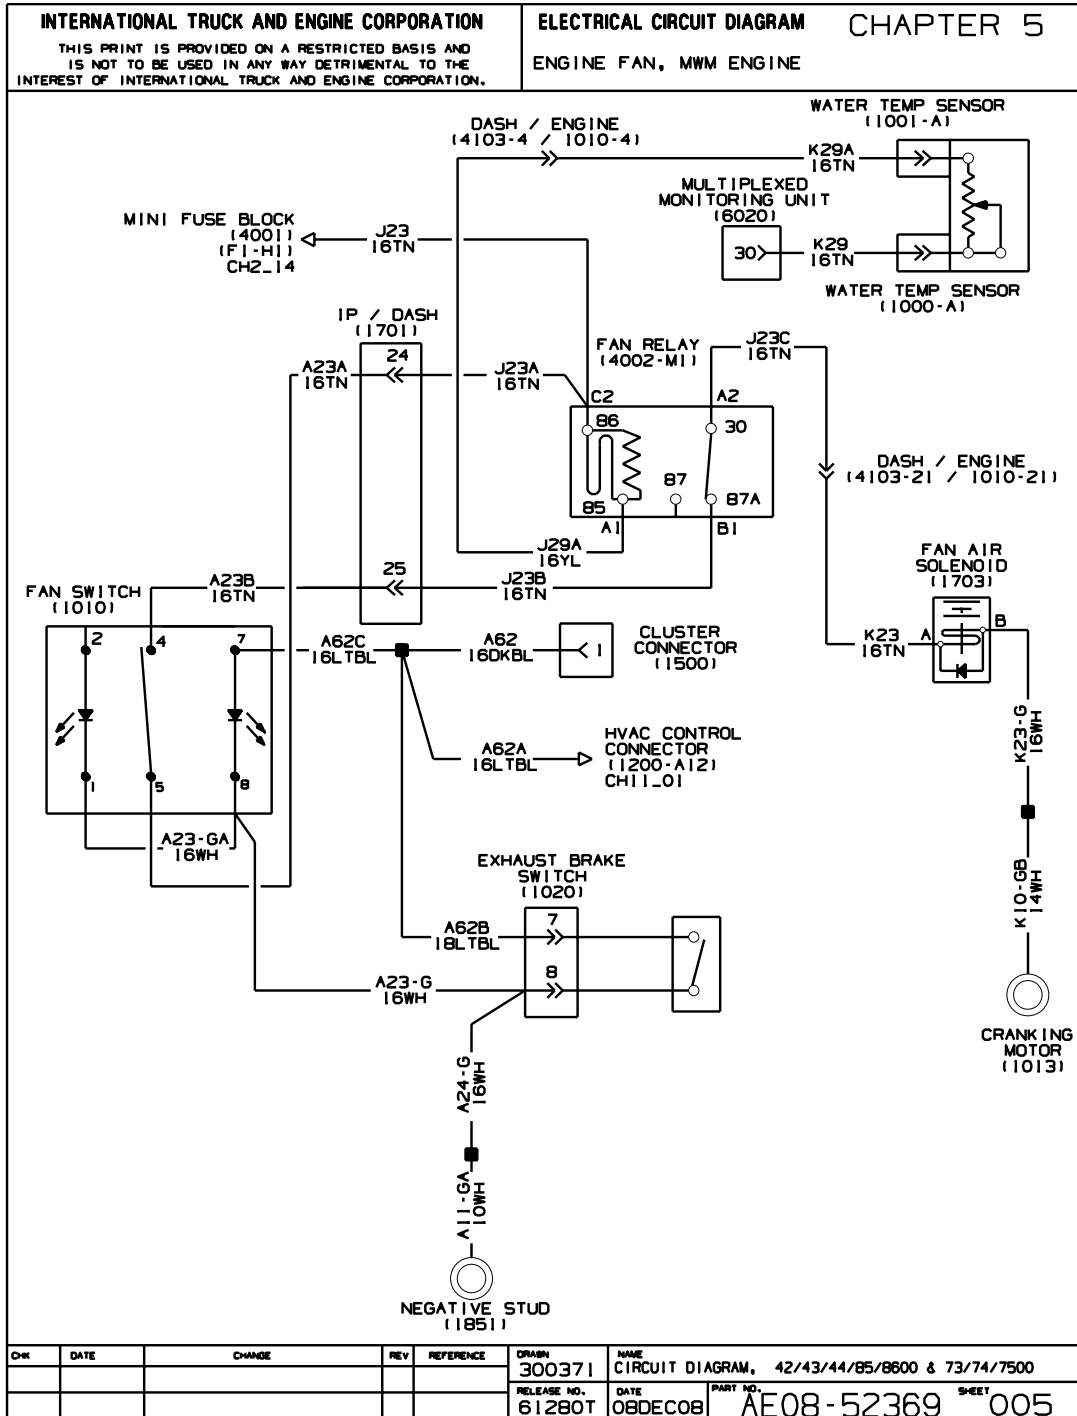 INTERNATIONAL TRUCK AND ENGINE CORPORATION
THIS PRINT IS PROVIDED ON A RESTRICTED BASIS AND
IS NOT TO BE USED IN ANY WAY DETRIMENTAL TO THE
INTEREST OF INTERNATIONAL TRUCK AND ENGINE CORPORATION.
ELECTRICAL CIRCUIT DIAGRAM
CHAPTER 5
ENGINE FAN, MWM ENGINE
WATER TEMP SENSOR
(1001-A)
DASH / ENGINE
(4103-4 / 1010-4)
K29A
16TN
MULTIPLEXED
MONITORING UNIT
(6020)
30
K29
16TN
WATER TEMP SENSOR
(1000-A)
MINI FUSE BLOCK
(4001)
(F1-H1)
CH2_14
J23
16TN
IP / DASH
(1701)
24
A23A
16TN
J23A
16TN
FAN RELAY
(4002-M1)
J23C
16TN
C2
A2
86
30
87
85
87A
A1
B1
DASH / ENGINE
(4103-21 / 1010-21)
J29A
16YL
25
A23B
16TN
J23B
16TN
FAN AIR
SOLENOID
(1703)
A
B
K23
16TN
FAN SWITCH
(1010)
2
4
7
1
5
8
A62C
16LTBL
A62
16DKBL
1
CLUSTER
CONNECTOR
(1500)
A62A
16LTBL
HVAC CONTROL
CONNECTOR
(1200-A12)
CH11_01
K23-G
16WH
A23-GA
16WH
EXHAUST BRAKE
SWITCH
(1020)
7
A62B
18LTBL
8
A23-G
16WH
K10-GB
14WH
CRANKING
MOTOR
(1013)
A24-G
16WH
A11-GA
10WH
NEGATIVE STUD
(1851)
CHK
DATE
CHANGE
REV
REFERENCE
DRAWN
300371
NAME
CIRCUIT DIAGRAM, 42/43/44/85/8600 & 73/74/7500
RELEASE NO.
61280T
DATE
08DEC08
PART NO.
AE08-52369
SHEET
005